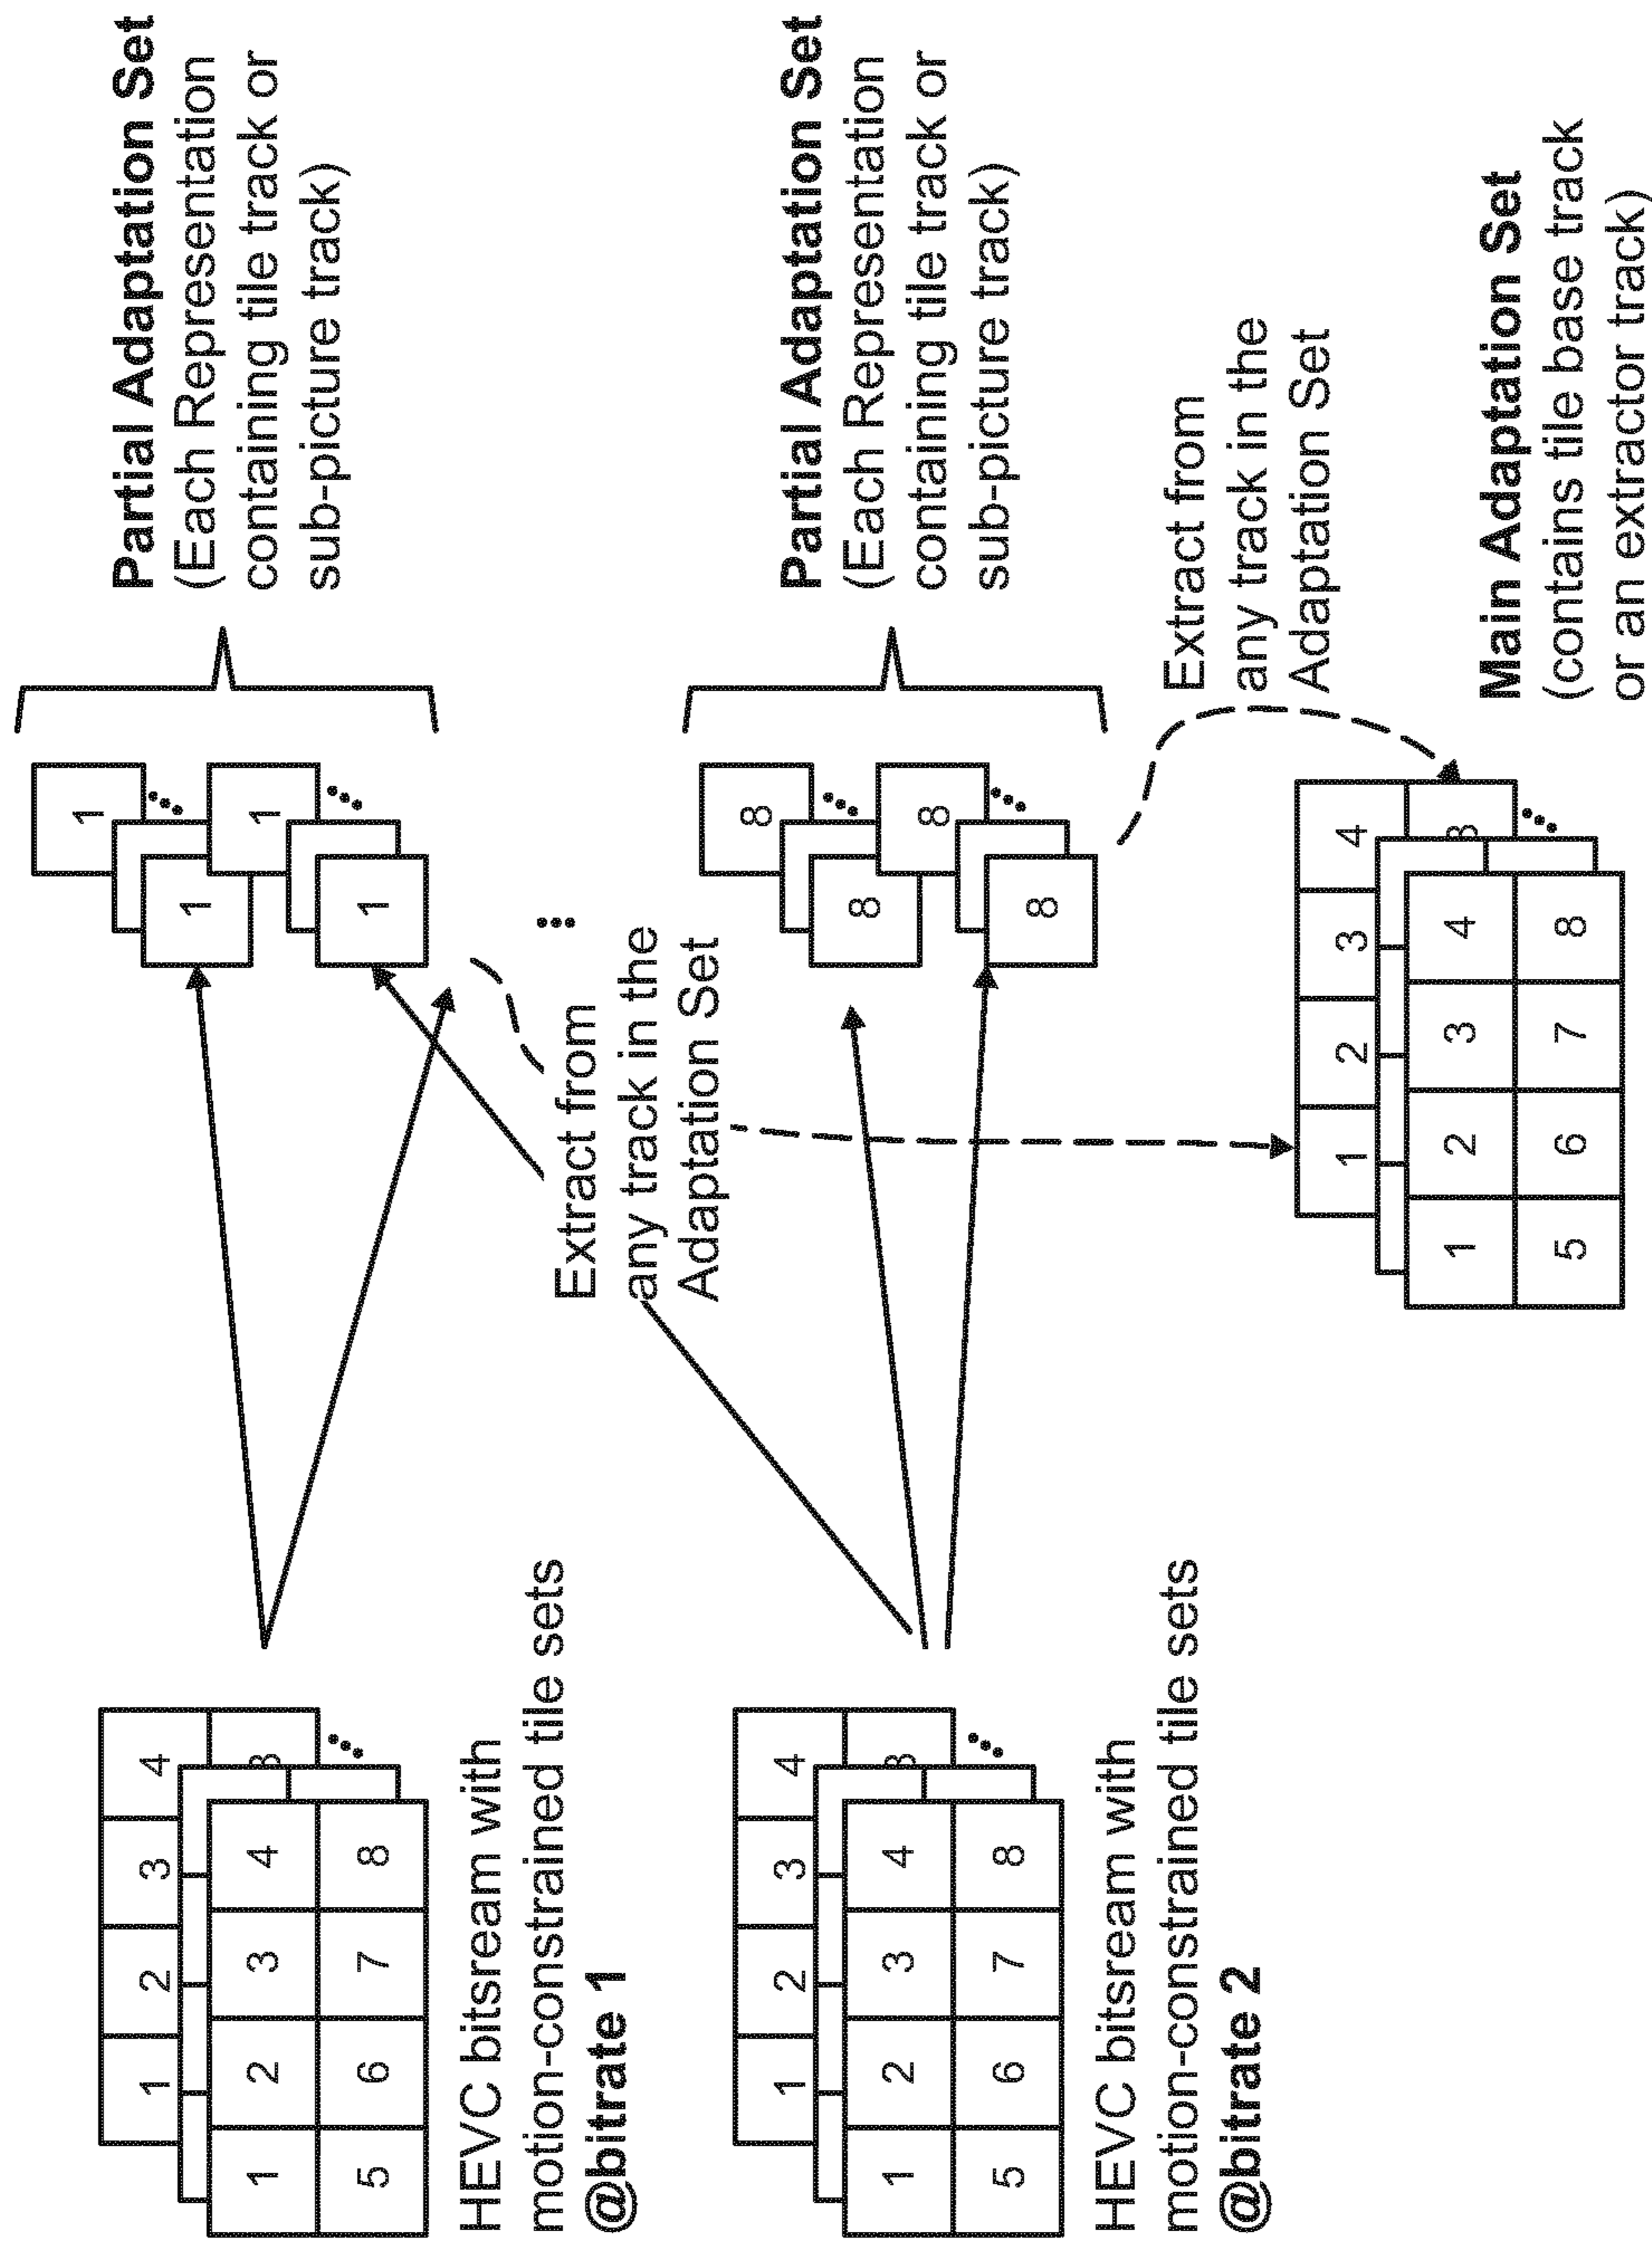 1 2 3 4
8
1 2 3 4
5 6 7 8
...
HEVC bitsream with
motion-constrained tile sets
@bitrate 1
1
1
...
1
1
...
Partial Adaptation Set
(Each Representation
containing tile track or
sub-picture track)
...
Extract from
any track in the
Adaptation Set
1 2 3 4
8
1 2 3 4
5 6 7 8
...
HEVC bitsream with
motion-constrained tile sets
@bitrate 2
8
8
...
8
8
...
Partial Adaptation Set
(Each Representation
containing tile track or
sub-picture track)
Extract from
any track in the
Adaptation Set
1 2 3 4
8
1 2 3 4
5 6 7 8
...
Main Adaptation Set
(contains tile base track
or an extractor track)